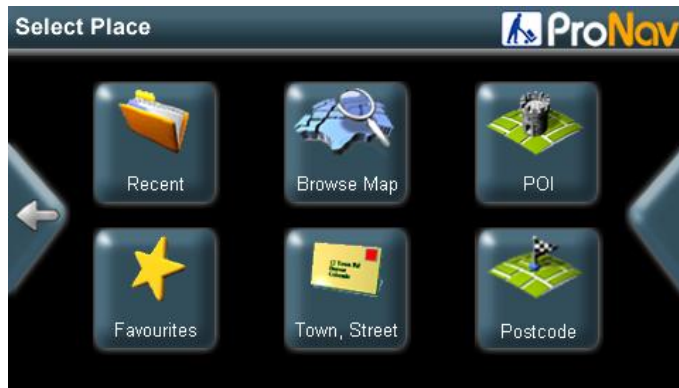 Select Place
ProNav
Recent
Browse Map
POI
Favourites
Town, Street
Postcode